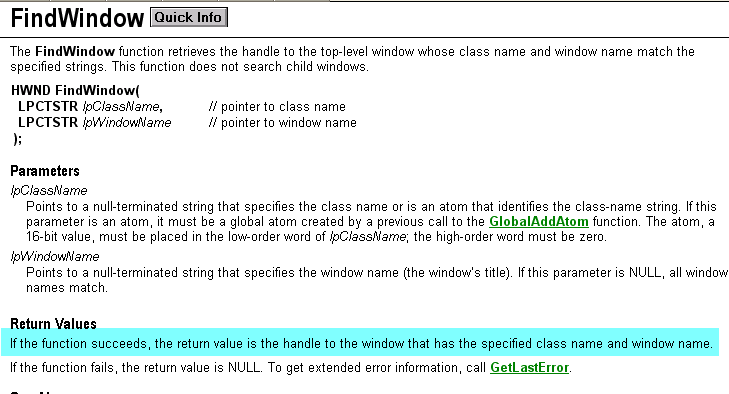 FindWindow Quick Info
The FindWindow function retrieves the handle to the top-level window whose class name and window name match the
specified strings. This function does not search child windows.
HWND FindWindow(
LPCTSTR lpClassName, // pointer to class name
LPCTSTR lpWindowName // pointer to window name
);
Parameters
lpClassName
Points to a null-terminated string that specifies the class name or is an atom that identifies the class-name string. If this
parameter is an atom, it must be a global atom created by a previous call to the GlobalAddAtom function. The atom, a
16-bit value, must be placed in the low-order word of lpClassName; the high-order word must be zero.
lpWindowName
Points to a null-terminated string that specifies the window name (the window's title). If this parameter is NULL, all window
names match.
Return Values
If the function succeeds, the return value is the handle to the window that has the specified class name and window name.
If the function fails, the return value is NULL. To get extended error information, call GetLastError.